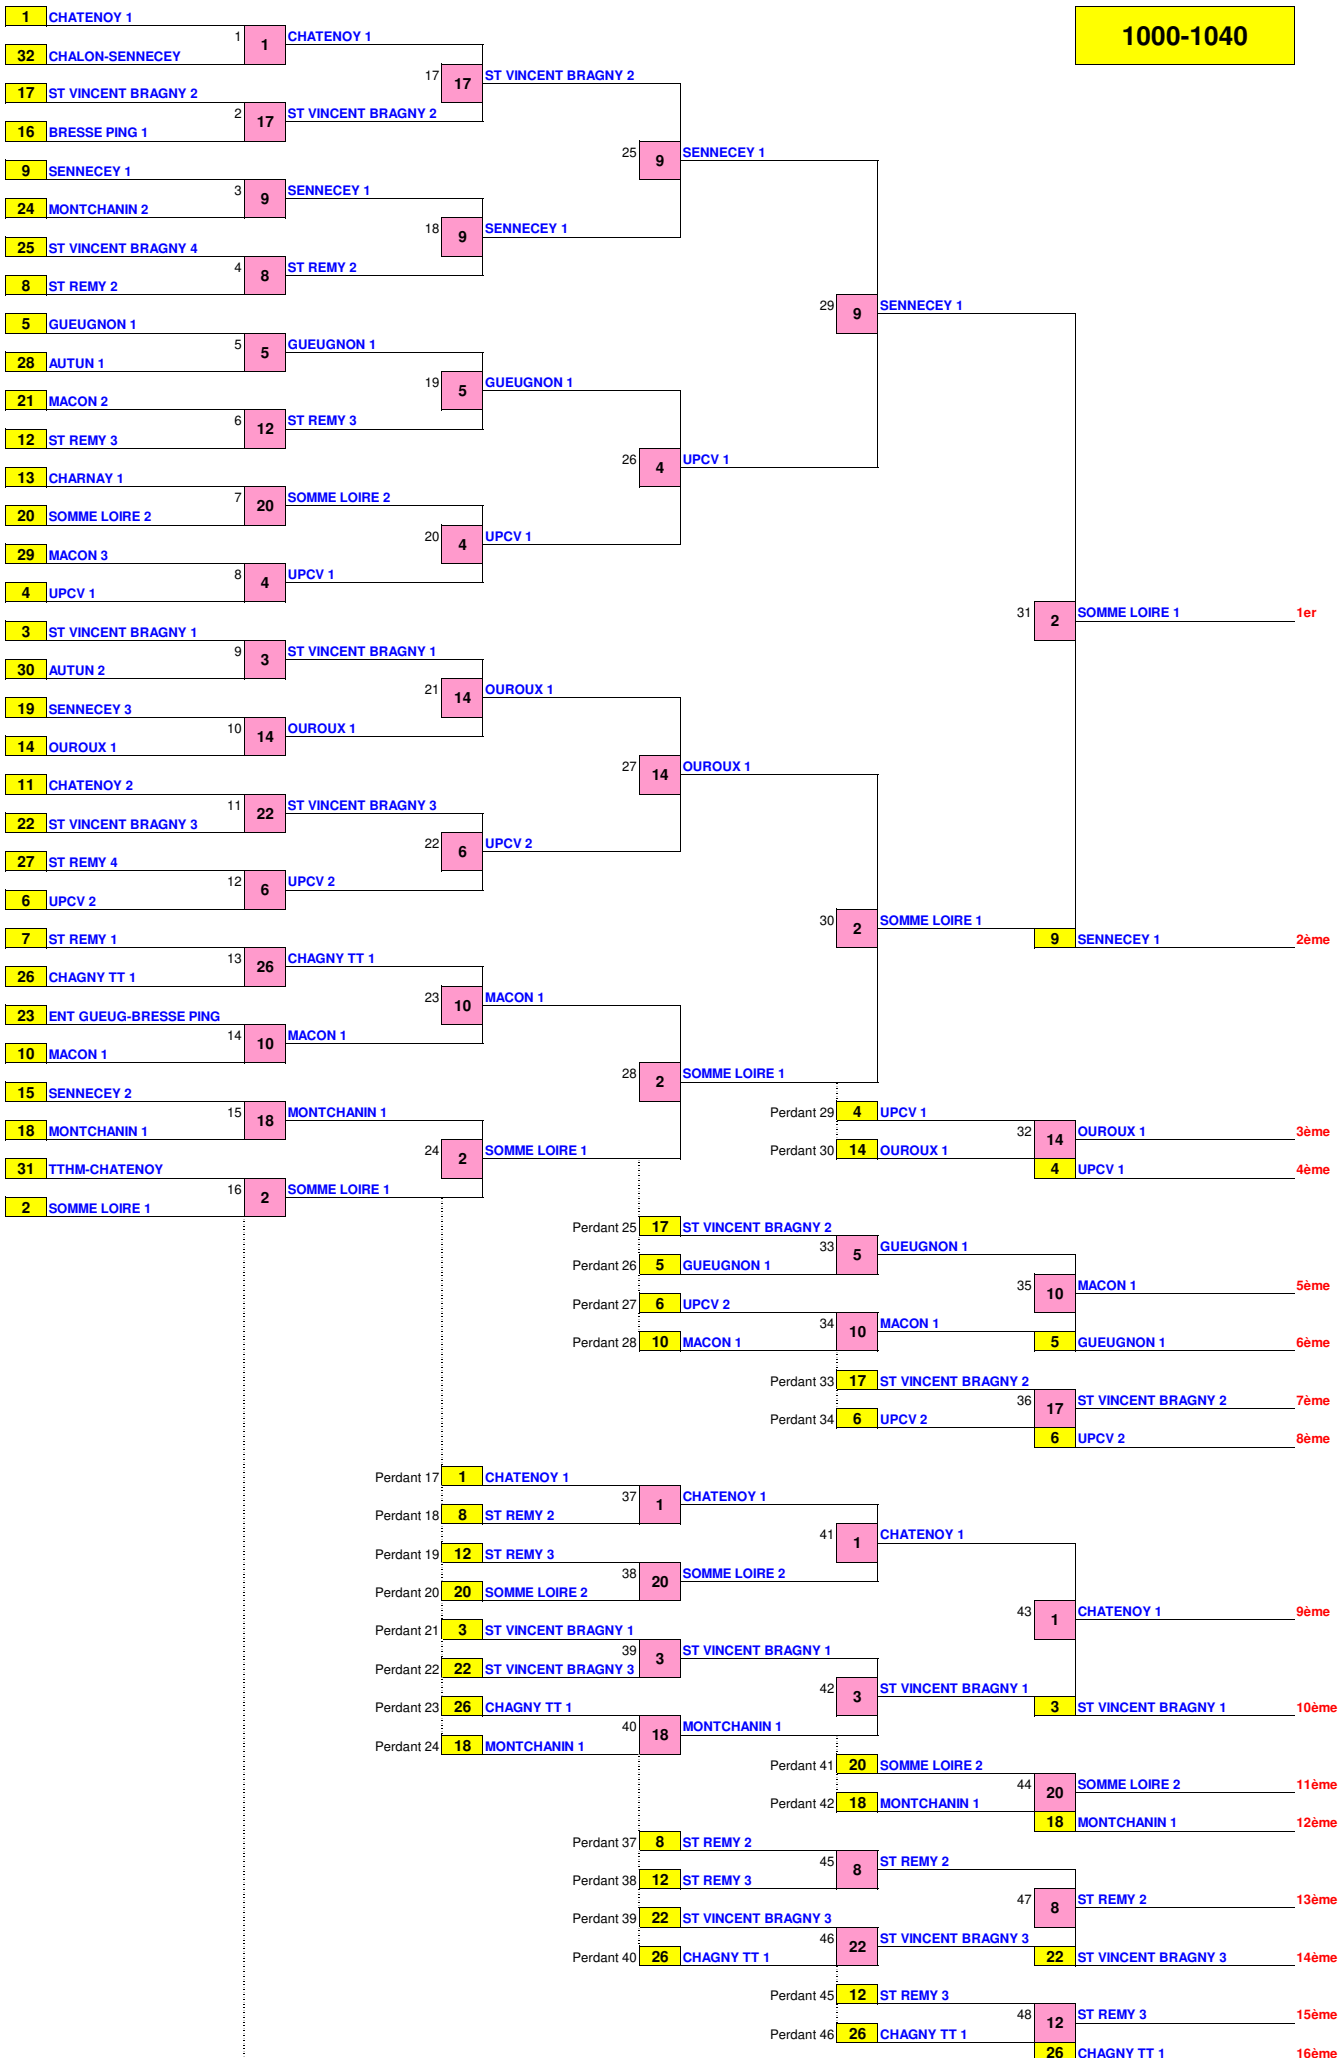 1 CHATENOY 1
1000-1040
1 1 CHATENOY 1
32 CHALON-SENNECEY
17 17 ST VINCENT BRAGNY 2
17 ST VINCENT BRAGNY 2
2 17 ST VINCENT BRAGNY 2
16 BRESSE PING 1
25 9 SENNECEY 1
9 SENNECEY 1
3 9 SENNECEY 1
24 MONTCHANIN 2
18 9 SENNECEY 1
25 ST VINCENT BRAGNY 4
4 8 ST REMY 2
8 ST REMY 2
29 9 SENNECEY 1
5 GUEUGNON 1
5 5 GUEUGNON 1
28 AUTUN 1
19 5 GUEUGNON 1
21 MACON 2
6 12 ST REMY 3
12 ST REMY 3
26 4 UPCV 1
13 CHARNAY 1
7 20 SOMME LOIRE 2
20 SOMME LOIRE 2
20 4 UPCV 1
29 MACON 3
8 4 UPCV 1
4 UPCV 1
31 2 SOMME LOIRE 1 1er
3 ST VINCENT BRAGNY 1
9 3 ST VINCENT BRAGNY 1
30 AUTUN 2
21 14 OUROUX 1
19 SENNECEY 3
10 14 OUROUX 1
14 OUROUX 1
27 14 OUROUX 1
11 CHATENOY 2
11 22 ST VINCENT BRAGNY 3
22 ST VINCENT BRAGNY 3
22 6 UPCV 2
27 ST REMY 4
12 6 UPCV 2
6 UPCV 2
30 2 SOMME LOIRE 1
7 ST REMY 1
9 SENNECEY 1 2ème
13 26 CHAGNY TT 1
26 CHAGNY TT 1
23 10 MACON 1
23 ENT GUEUG-BRESSE PING
14 10 MACON 1
10 MACON 1
28 2 SOMME LOIRE 1
15 SENNECEY 2
15 18 MONTCHANIN 1
Perdant 29 4 UPCV 1
18 MONTCHANIN 1
32 14 OUROUX 1 3ème
24 2 SOMME LOIRE 1
Perdant 30 14 OUROUX 1
31 TTHM-CHATENOY
4 UPCV 1 4ème
16 2 SOMME LOIRE 1
2 SOMME LOIRE 1
Perdant 25 17 ST VINCENT BRAGNY 2
33 5 GUEUGNON 1
Perdant 26 5 GUEUGNON 1
35 10 MACON 1 5ème
Perdant 27 6 UPCV 2
34 10 MACON 1
Perdant 28 10 MACON 1
5 GUEUGNON 1 6ème
Perdant 33 17 ST VINCENT BRAGNY 2
36 17 ST VINCENT BRAGNY 2 7ème
Perdant 34 6 UPCV 2
6 UPCV 2 8ème
Perdant 17 1 CHATENOY 1
37 1 CHATENOY 1
Perdant 18 8 ST REMY 2
41 1 CHATENOY 1
Perdant 19 12 ST REMY 3
38 20 SOMME LOIRE 2
Perdant 20 20 SOMME LOIRE 2
43 1 CHATENOY 1 9ème
Perdant 21 3 ST VINCENT BRAGNY 1
39 3 ST VINCENT BRAGNY 1
Perdant 22 22 ST VINCENT BRAGNY 3
42 3 ST VINCENT BRAGNY 1
Perdant 23 26 CHAGNY TT 1
3 ST VINCENT BRAGNY 1 10ème
40 18 MONTCHANIN 1
Perdant 24 18 MONTCHANIN 1
Perdant 41 20 SOMME LOIRE 2
44 20 SOMME LOIRE 2 11ème
Perdant 42 18 MONTCHANIN 1
18 MONTCHANIN 1 12ème
Perdant 37 8 ST REMY 2
45 8 ST REMY 2
Perdant 38 12 ST REMY 3
47 8 ST REMY 2 13ème
Perdant 39 22 ST VINCENT BRAGNY 3
46 22 ST VINCENT BRAGNY 3
Perdant 40 26 CHAGNY TT 1
22 ST VINCENT BRAGNY 3 14ème
Perdant 45 12 ST REMY 3
48 12 ST REMY 3 15ème
Perdant 46 26 CHAGNY TT 1
26 CHAGNY TT 1 16ème